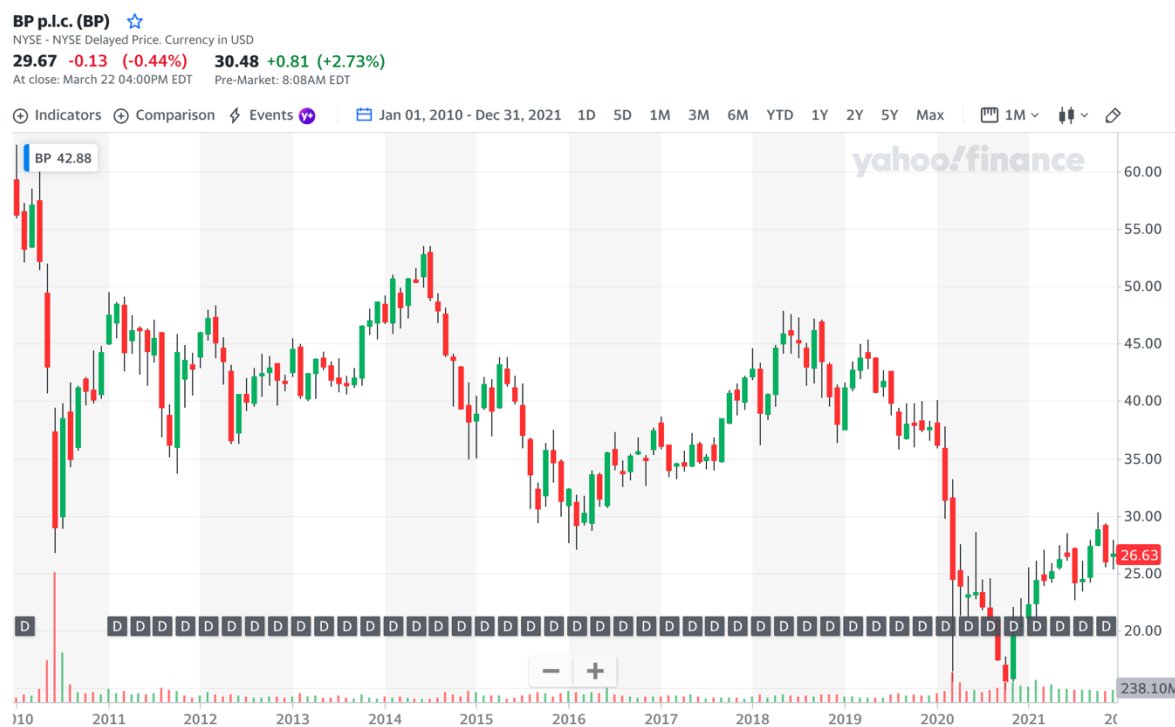 BP p.l.c. (BP)
NYSE - NYSE Delayed Price. Currency in USD
29.67 -0.13 (-0.44%) 30.48 +0.81 (+2.73%)
At close: March 22 04:00PM EDT Pre-Market: 8:08AM EDT
Indicators Comparison Events y+ Jan 01, 2010 - Dec 31, 2021 1D 5D 1M 3M 6M YTD 1Y 2Y 5Y Max 1M
BP 42.88
yahoo!finance
60.00
55.00
50.00
45.00
40.00
35.00
30.00
26.63
25.00
D D D D D D D D D D D D D D D D D D D D D D D D D D D D D D D D D D D D D D D D D D D D D
20.00
− +
238.10M
010 2011 2012 2013 2014 2015 2016 2017 2018 2019 2020 2021 20